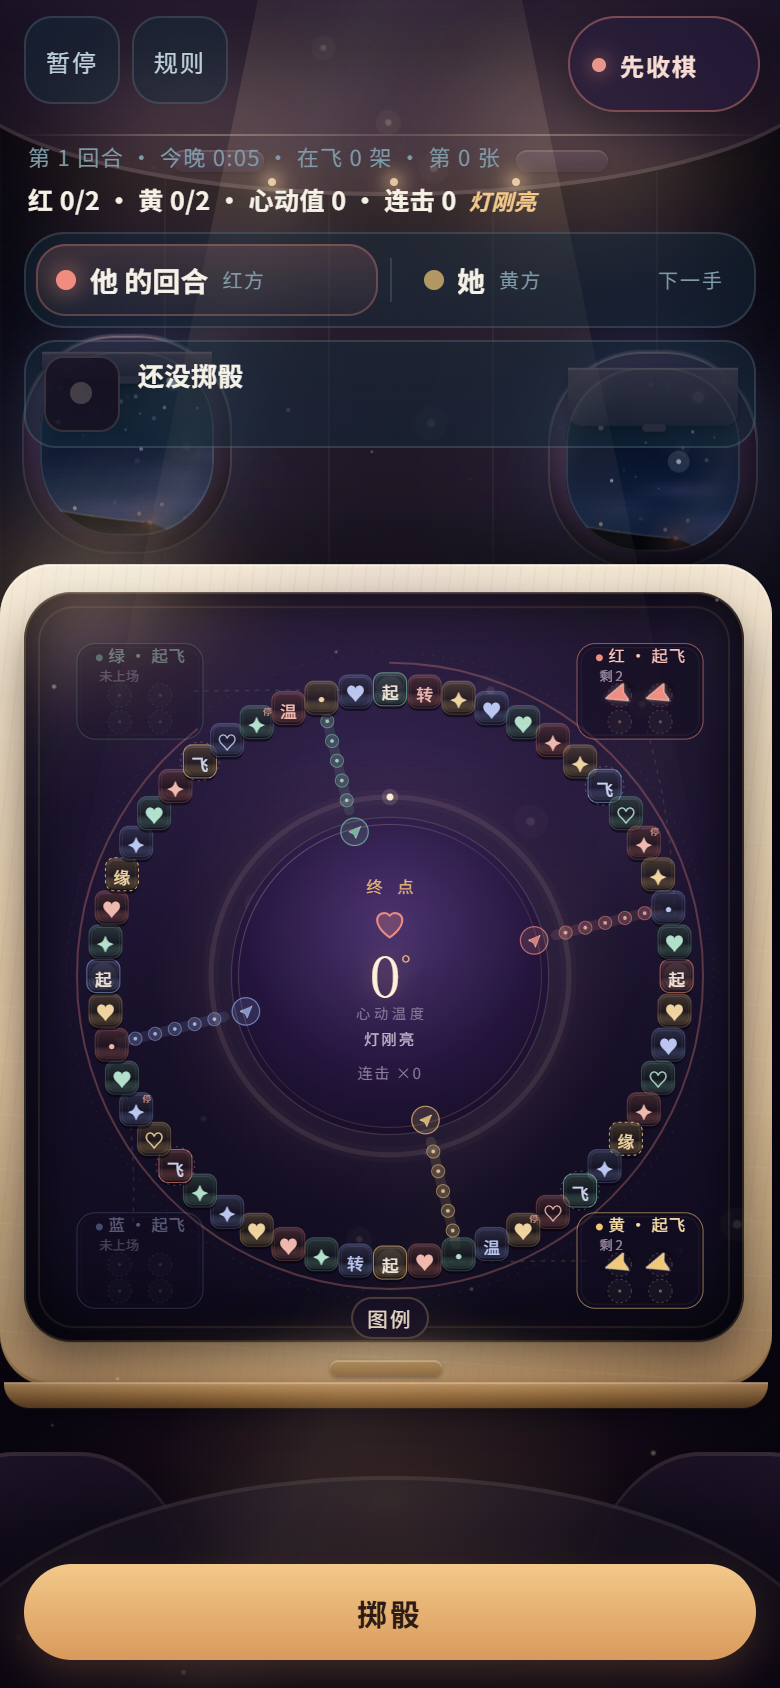 暂停 规则 先收棋
第 1 回合 · 今晚 0:05 · 在飞 0 架 · 第 0 张
红 0/2 · 黄 0/2 · 心动值 0 · 连击 0 灯刚亮
他 的回合 红方 她 黄方 下一手
还没掷骰
绿 · 起飞
未上场
红 · 起飞
剩 2
停 温 起 转
飞 飞
停
缘
起 起
停
缘
飞 飞
停
转 起 温
终 点
0°
心动温度
灯刚亮
连击 ×0
蓝 · 起飞
未上场
黄 · 起飞
剩 2
图例
掷骰